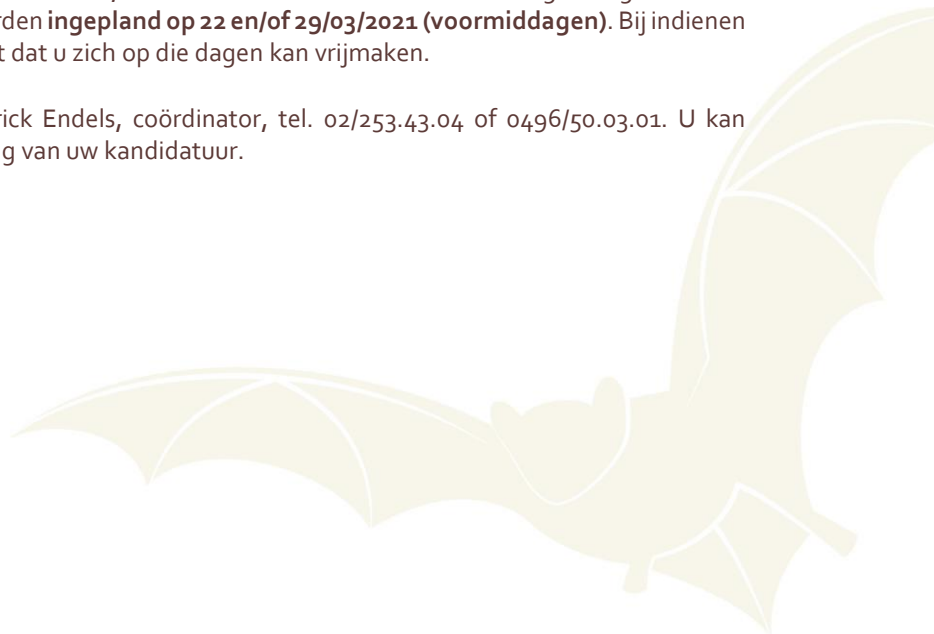 rden ingepland op 22 en/of 29/03/2021 (voormiddagen). Bij indienen
t dat u zich op die dagen kan vrijmaken.
rick Endels, coördinator, tel. 02/253.43.04 of 0496/50.03.01. U kan
g van uw kandidatuur.